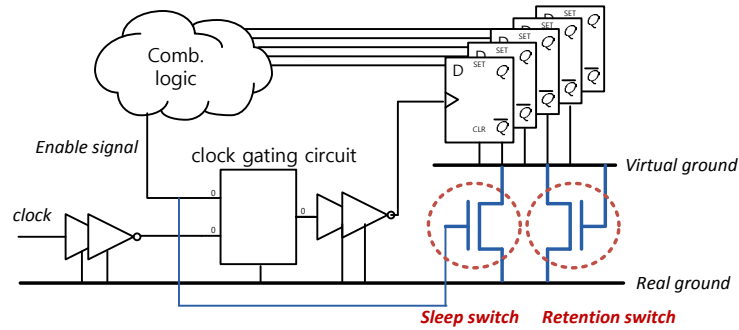 Comb.
logic
Enable signal
clock gating circuit
clock
0
0
0
D
SET
Q
CLR
Q
SET
Q
Q
SET
Q
Q
SET
Q
Q
SET
Q
Q
Virtual ground
Real ground
Sleep switch
Retention switch